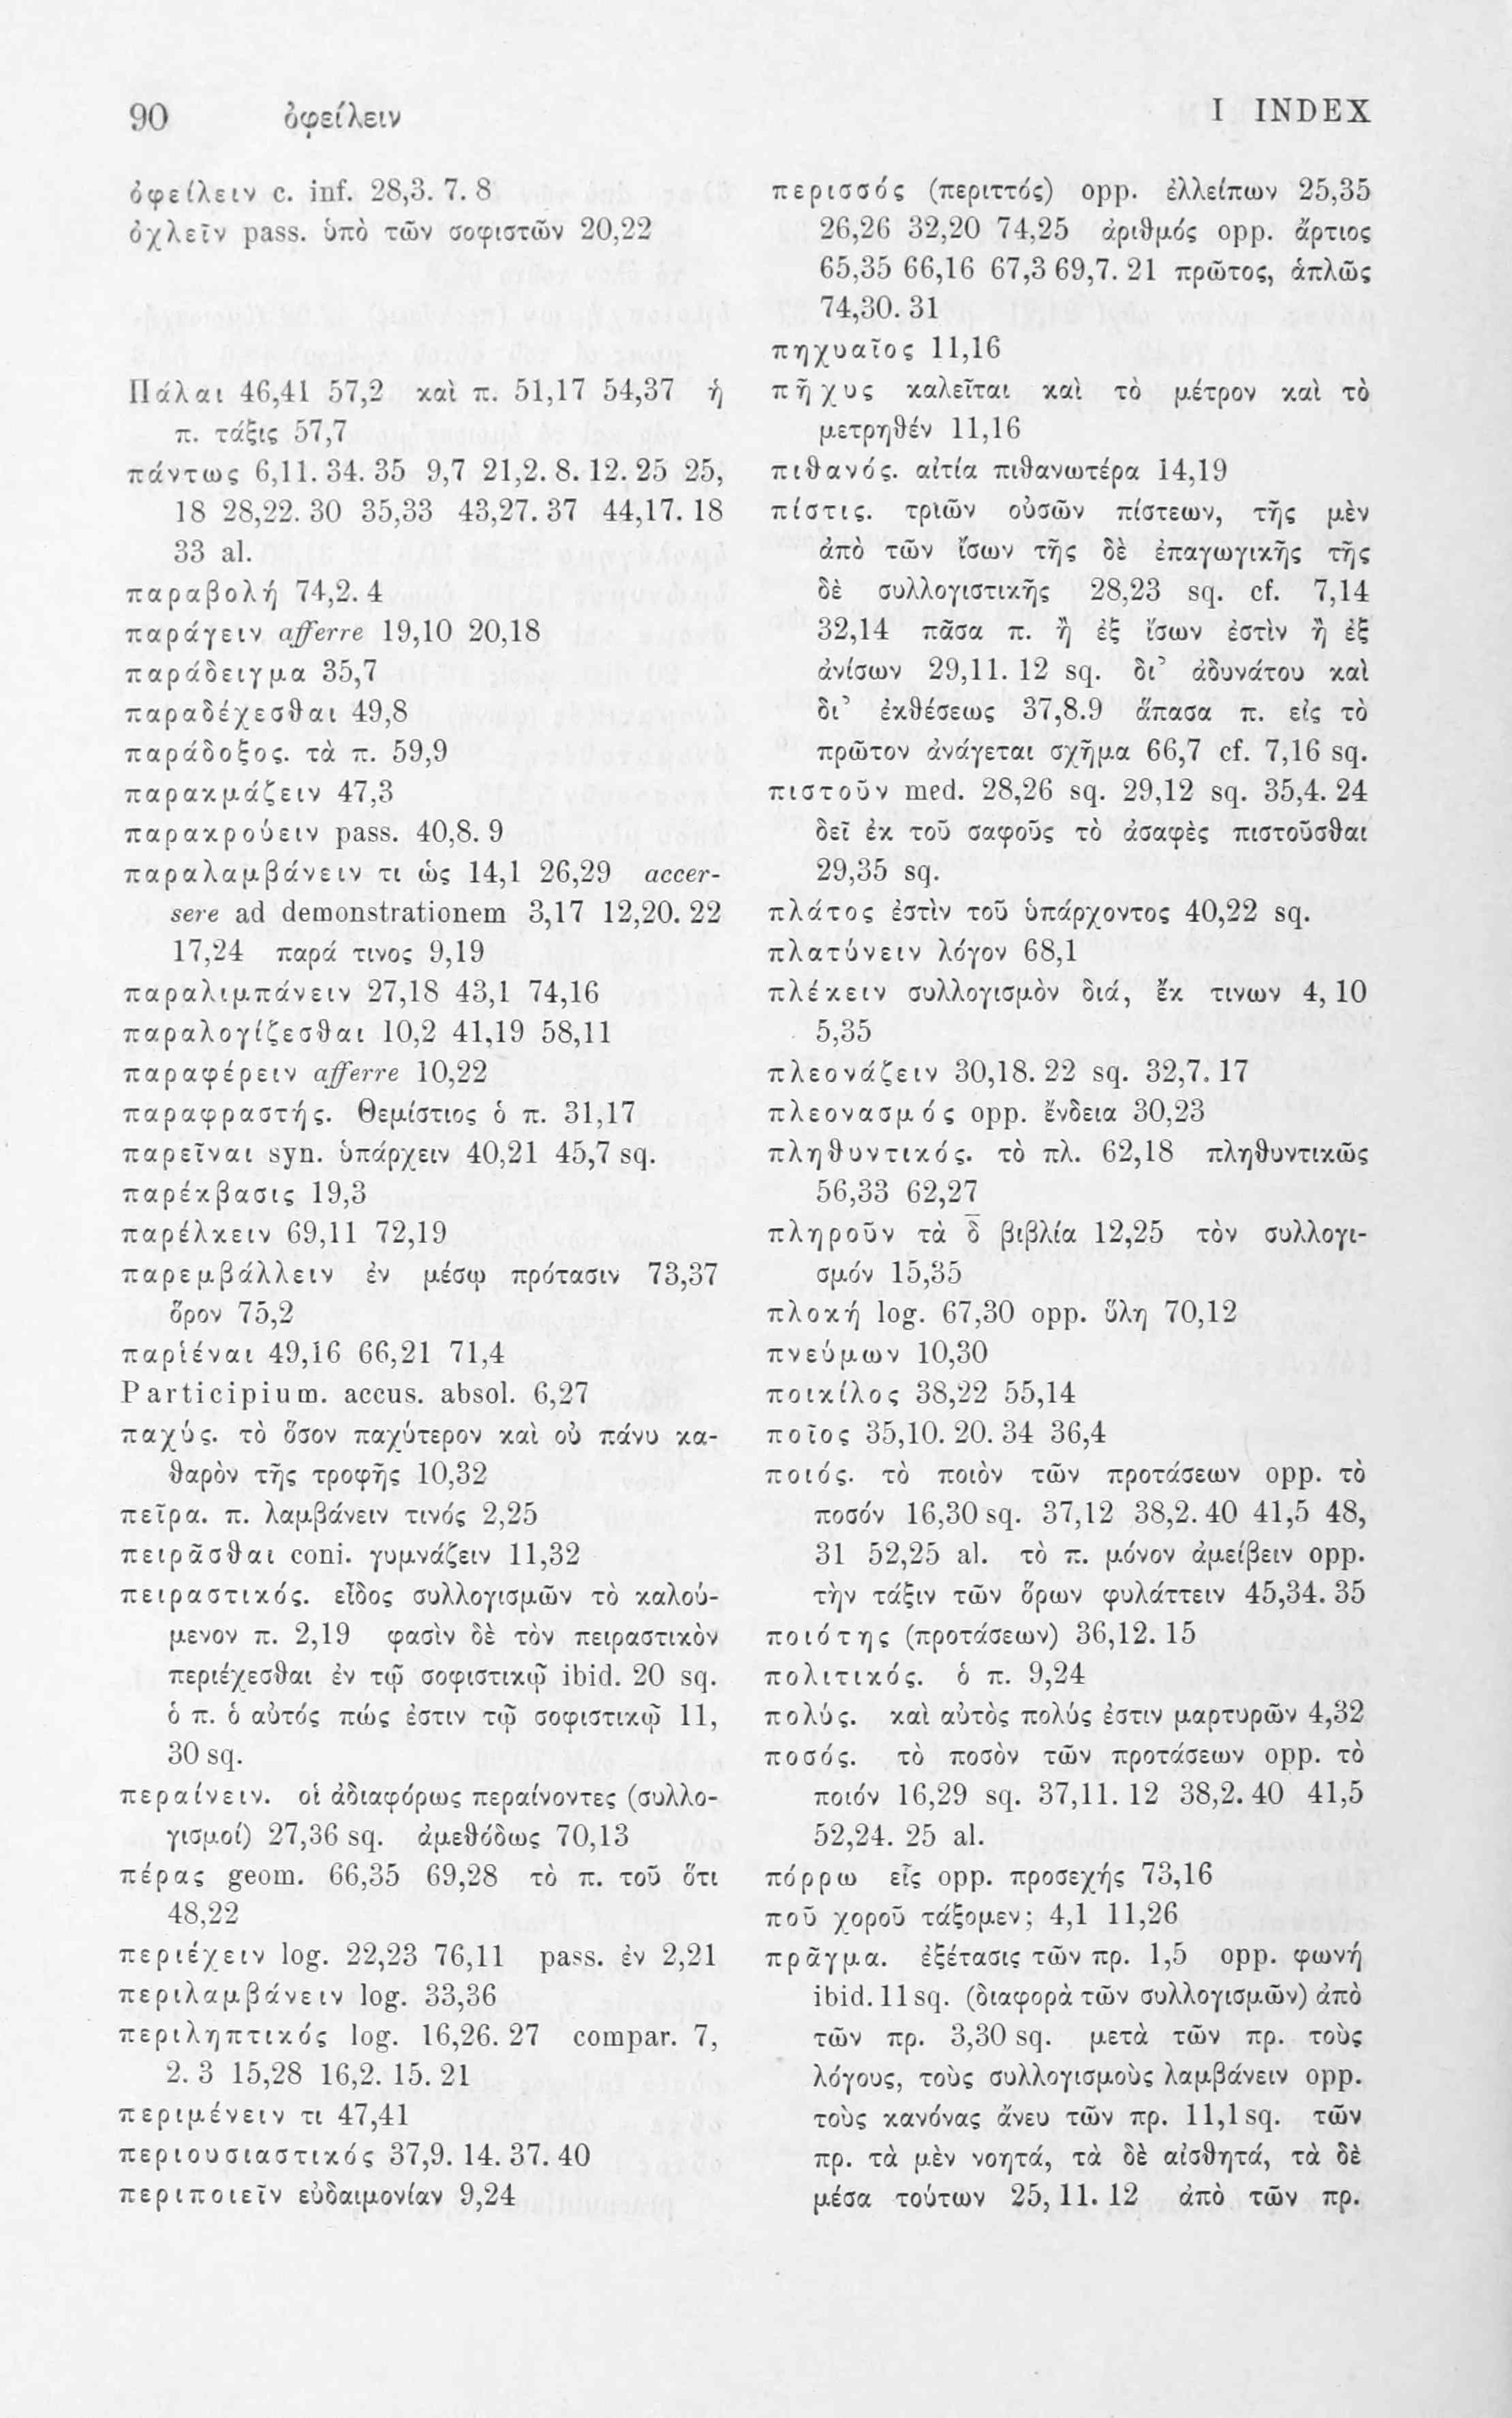 90 ὀφείλειν I INDEX
ὀφείλειν c. inf. 28,3. 7. 8
ὀχλεῖν pass. ὑπὸ τῶν σοφιστῶν 20,22
Πάλαι 46,41 57,2 καὶ π. 51,17 54,37 ἡ
π. τάξις 57,7
πάντως 6,11. 34. 35 9,7 21,2. 8. 12. 25 25,
18 28,22. 30 35,33 43,27. 37 44,17. 18
33 al.
παραβολή 74,2. 4
παράγειν afferre 19,10 20,18
παράδειγμα 35,7
παραδέχεσθαι 49,8
παράδοξος. τὰ π. 59,9
παρακμάζειν 47,3
παρακρούειν pass. 40,8. 9
παραλαμβάνειν τι ὡς 14,1 26,29 accer-
sere ad demonstrationem 3,17 12,20. 22
17,24 παρά τινος 9,19
παραλιμπάνειν 27,18 43,1 74,16
παραλογίζεσθαι 10,2 41,19 58,11
παραφέρειν afferre 10,22
παραφραστής. Θεμίστιος ὁ π. 31,17
παρεῖναι syn. ὑπάρχειν 40,21 45,7 sq.
παρέκβασις 19,3
παρέλκειν 69,11 72,19
παρεμβάλλειν ἐν μέσῳ πρότασιν 73,37
ὅρον 75,2
παριέναι 49,16 66,21 71,4
Participium. accus. absol. 6,27
παχύς. τὸ ὅσον παχύτερον καὶ οὐ πάνυ κα-
θαρὸν τῆς τροφῆς 10,32
πεῖρα. π. λαμβάνειν τινός 2,25
πειρᾶσθαι coni. γυμνάζειν 11,32
πειραστικός. εἶδος συλλογισμῶν τὸ καλού-
μενον π. 2,19 φασὶν δὲ τὸν πειραστικὸν
περιέχεσθαι ἐν τῷ σοφιστικῷ ibid. 20 sq.
ὁ π. ὁ αὐτός πώς ἐστιν τῷ σοφιστικῷ 11,
30 sq.
περαίνειν. οἱ ἀδιαφόρως περαίνοντες (συλλο-
γισμοί) 27,36 sq. ἀμεθόδως 70,13
πέρας geom. 66,35 69,28 τὸ π. τοῦ ὅτι
48,22
περιέχειν log. 22,23 76,11 pass. ἐν 2,21
περιλαμβάνειν log. 33,36
περιληπτικός log. 16,26. 27 compar. 7,
2. 3 15,28 16,2. 15. 21
περιμένειν τι 47,41
περιουσιαστικός 37,9. 14. 37. 40
περιποιεῖν εὐδαιμονίαν 9,24
περισσός (περιττός) opp. ἐλλείπων 25,35
26,26 32,20 74,25 ἀριθμός opp. ἄρτιος
65,35 66,16 67,3 69,7. 21 πρῶτος, ἁπλῶς
74,30. 31
πηχυαῖος 11,16
πῆχυς καλεῖται καὶ τὸ μέτρον καὶ τὸ
μετρηθέν 11,16
πιθανός. αἰτία πιθανωτέρα 14,19
πίστις. τριῶν οὐσῶν πίστεων, τῆς μὲν
ἀπὸ τῶν ἴσων τῆς δὲ ἐπαγωγικῆς τῆς
δὲ συλλογιστικῆς 28,23 sq. cf. 7,14
32,14 πᾶσα π. ἢ ἐξ ἴσων ἐστὶν ἢ ἐξ
ἀνίσων 29,11. 12 sq. δι’ ἀδυνάτου καὶ
δι’ ἐκθέσεως 37,8.9 ἅπασα π. εἰς τὸ
πρῶτον ἀνάγεται σχῆμα 66,7 cf. 7,16 sq.
πιστοῦν med. 28,26 sq. 29,12 sq. 35,4. 24
δεῖ ἐκ τοῦ σαφοῦς τὸ ἀσαφὲς πιστοῦσθαι
29,35 sq.
πλάτος ἐστὶν τοῦ ὑπάρχοντος 40,22 sq.
πλατύνειν λόγον 68,1
πλέκειν συλλογισμὸν διά, ἔκ τινων 4, 10
5,35
πλεονάζειν 30,18. 22 sq. 32,7. 17
πλεονασμός opp. ἔνδεια 30,23
πληθυντικός. τὸ πλ. 62,18 πληθυντικῶς
56,33 62,27
πληροῦν τὰ δ̅ βιβλία 12,25 τὸν συλλογι-
σμόν 15,35
πλοκή log. 67,30 opp. ὕλη 70,12
πνεύμων 10,30
ποικίλος 38,22 55,14
ποῖος 35,10. 20. 34 36,4
ποιός. τὸ ποιὸν τῶν προτάσεων opp. τὸ
ποσόν 16,30 sq. 37,12 38,2. 40 41,5 48,
31 52,25 al. τὸ π. μόνον ἀμείβειν opp.
τὴν τάξιν τῶν ὅρων φυλάττειν 45,34. 35
ποιότης (προτάσεων) 36,12. 15
πολιτικός. ὁ π. 9,24
πολύς. καὶ αὐτὸς πολύς ἐστιν μαρτυρῶν 4,32
ποσός. τὸ ποσὸν τῶν προτάσεων opp. τὸ
ποιόν 16,29 sq. 37,11. 12 38,2. 40 41,5
52,24. 25 al.
πόρρω εἷς opp. προσεχής 73,16
ποῦ χοροῦ τάξομεν; 4,1 11,26
πρᾶγμα. ἐξέτασις τῶν πρ. 1,5 opp. φωνή
ibid. 11 sq. (διαφορὰ τῶν συλλογισμῶν) ἀπὸ
τῶν πρ. 3,30 sq. μετὰ τῶν πρ. τοὺς
λόγους, τοὺς συλλογισμοὺς λαμβάνειν opp.
τοὺς κανόνας ἄνευ τῶν πρ. 11,1 sq. τῶν
πρ. τὰ μὲν νοητά, τὰ δὲ αἰσθητά, τὰ δὲ
μέσα τούτων 25, 11. 12 ἀπὸ τῶν πρ.